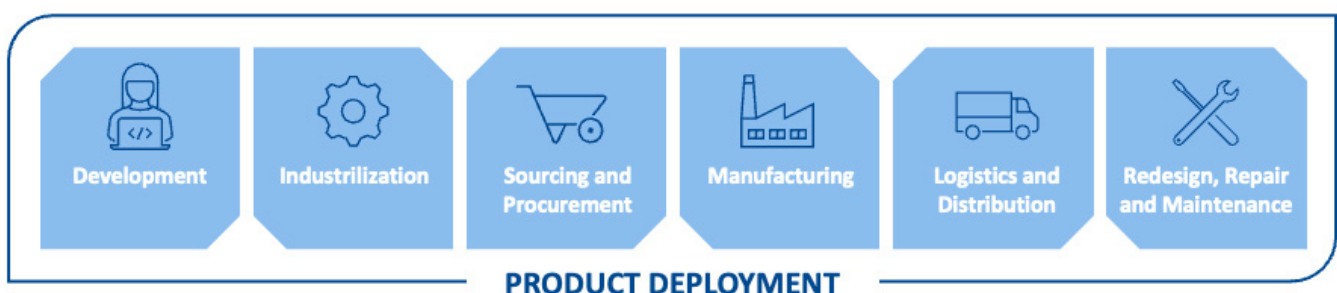 </>
Development
Industrilization
Sourcing and
Procurement
Manufacturing
Logistics and
Distribution
Redesign, Repair
and Maintenance
PRODUCT DEPLOYMENT